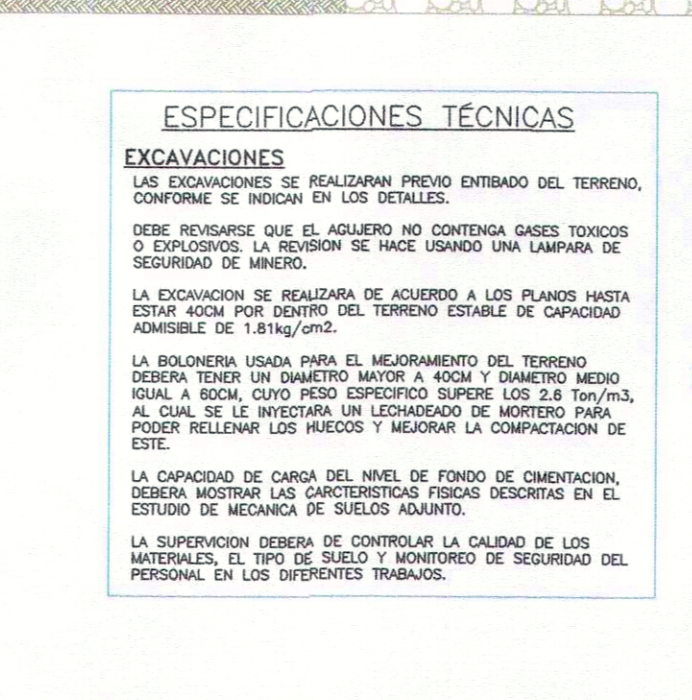 ESPECIFICACIONES TÉCNICAS
EXCAVACIONES
LAS EXCAVACIONES SE REALIZARAN PREVIO ENTIBADO DEL TERRENO,
CONFORME SE INDICAN EN LOS DETALLES.
DEBE REVISARSE QUE EL AGUJERO NO CONTENGA GASES TOXICOS
O EXPLOSIVOS. LA REVISION SE HACE USANDO UNA LAMPARA DE
SEGURIDAD DE MINERO.
LA EXCAVACION SE REALIZARA DE ACUERDO A LOS PLANOS HASTA
ESTAR 40CM POR DENTRO DEL TERRENO ESTABLE DE CAPACIDAD
ADMISIBLE DE 1.81kg/cm2.
LA BOLONERIA USADA PARA EL MEJORAMIENTO DEL TERRENO
DEBERA TENER UN DIAMETRO MAYOR A 40CM Y DIAMETRO MEDIO
IGUAL A 60CM, CUYO PESO ESPECIFICO SUPERE LOS 2.6 Ton/m3,
AL CUAL SE LE INYECTARA UN LECHADEADO DE MORTERO PARA
PODER RELLENAR LOS HUECOS Y MEJORAR LA COMPACTACION DE
ESTE.
LA CAPACIDAD DE CARGA DEL NIVEL DE FONDO DE CIMENTACION,
DEBERA MOSTRAR LAS CARCTERISTICAS FISICAS DESCRITAS EN EL
ESTUDIO DE MECANICA DE SUELOS ADJUNTO.
LA SUPERVICION DEBERA DE CONTROLAR LA CALIDAD DE LOS
MATERIALES, EL TIPO DE SUELO Y MONITOREO DE SEGURIDAD DEL
PERSONAL EN LOS DIFERENTES TRABAJOS.